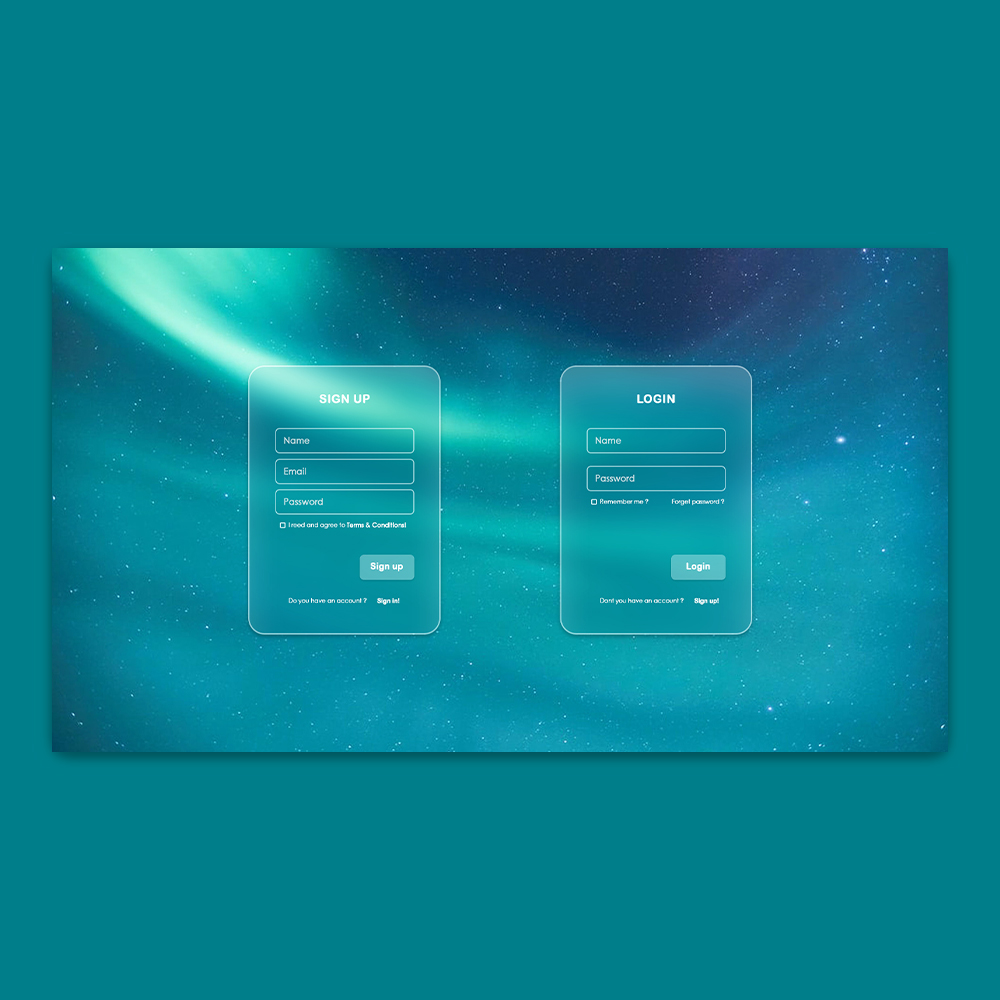 SIGN UP
Name
Email
Password
I reed and agree to Terms & Conditions!
Sign up
Do you have an account ? Sign in!
LOGIN
Name
Password
Remember me ? Forget password ?
Login
Dont you have an account ? Sign up!